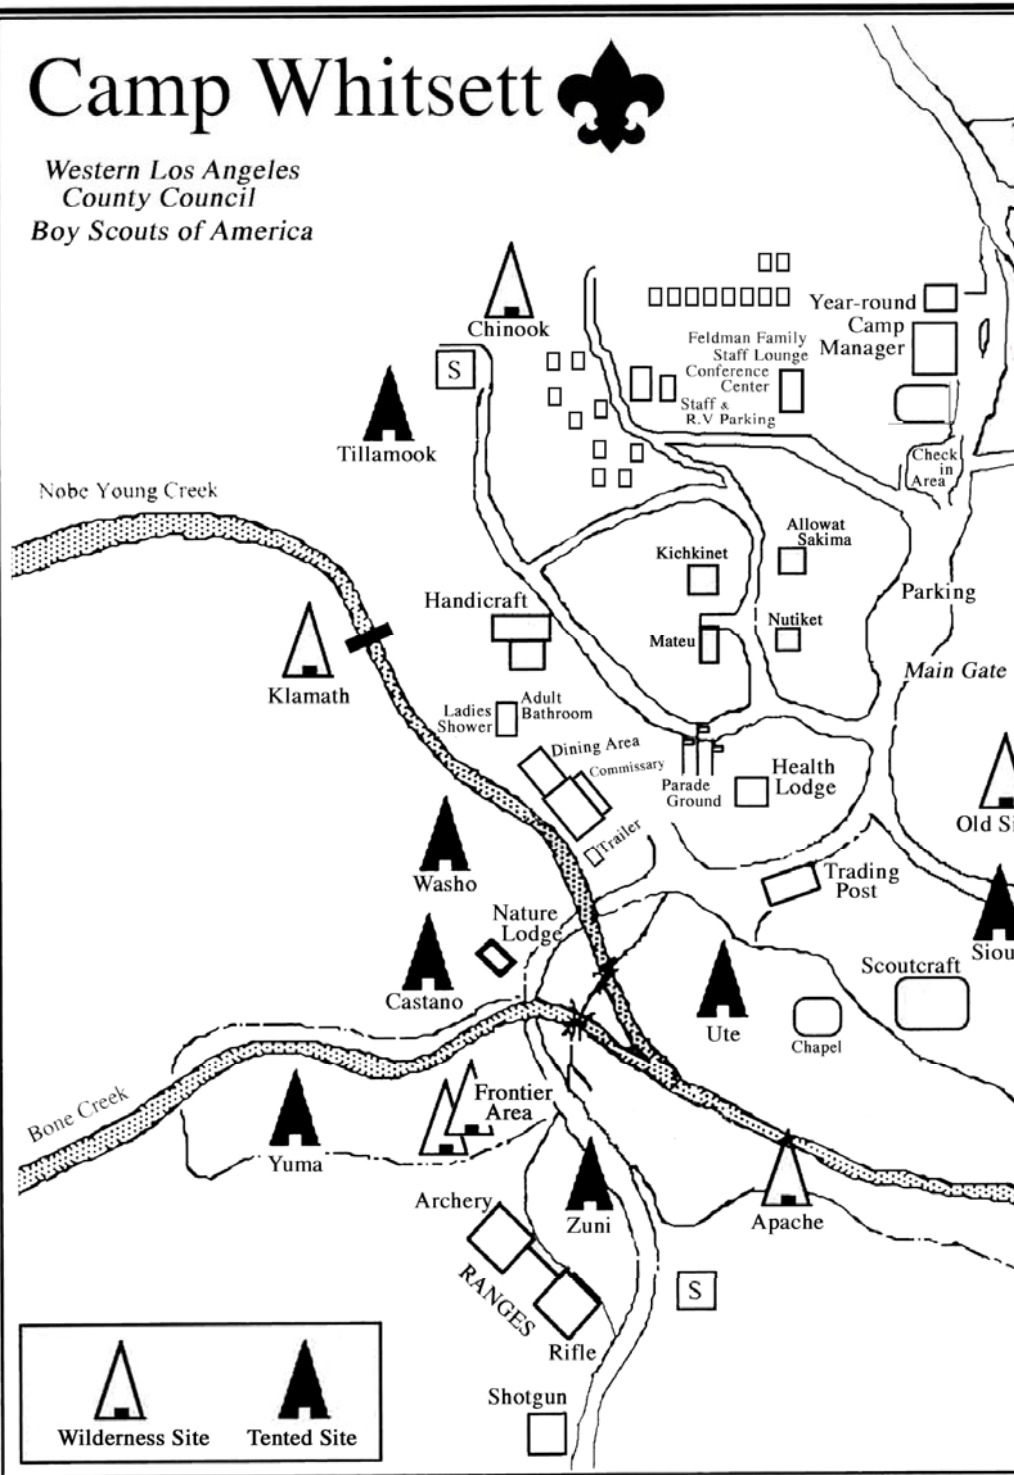 Camp Whitsett
Western Los Angeles
County Council
Boy Scouts of America
Chinook
S
Tillamook
Year-round
Camp
Manager
Feldman Family
Staff Lounge
Conference
Center
Staff &
R.V Parking
Check
in
Area
Nobe Young Creek
Allowat
Sakima
Kichkinet
Parking
Handicraft
Nutiket
Mateu
Main Gate
Klamath
Ladies
Shower
Adult
Bathroom
Dining Area
Commissary
Health
Lodge
Parade
Ground
Trailer
Old Si
Washo
Trading
Post
Nature
Lodge
Siou
Scoutcraft
Castano
Ute
Chapel
Bone Creek
Frontier
Area
Yuma
Archery
Zuni
Apache
RANGES
S
Rifle
Shotgun
Wilderness Site
Tented Site